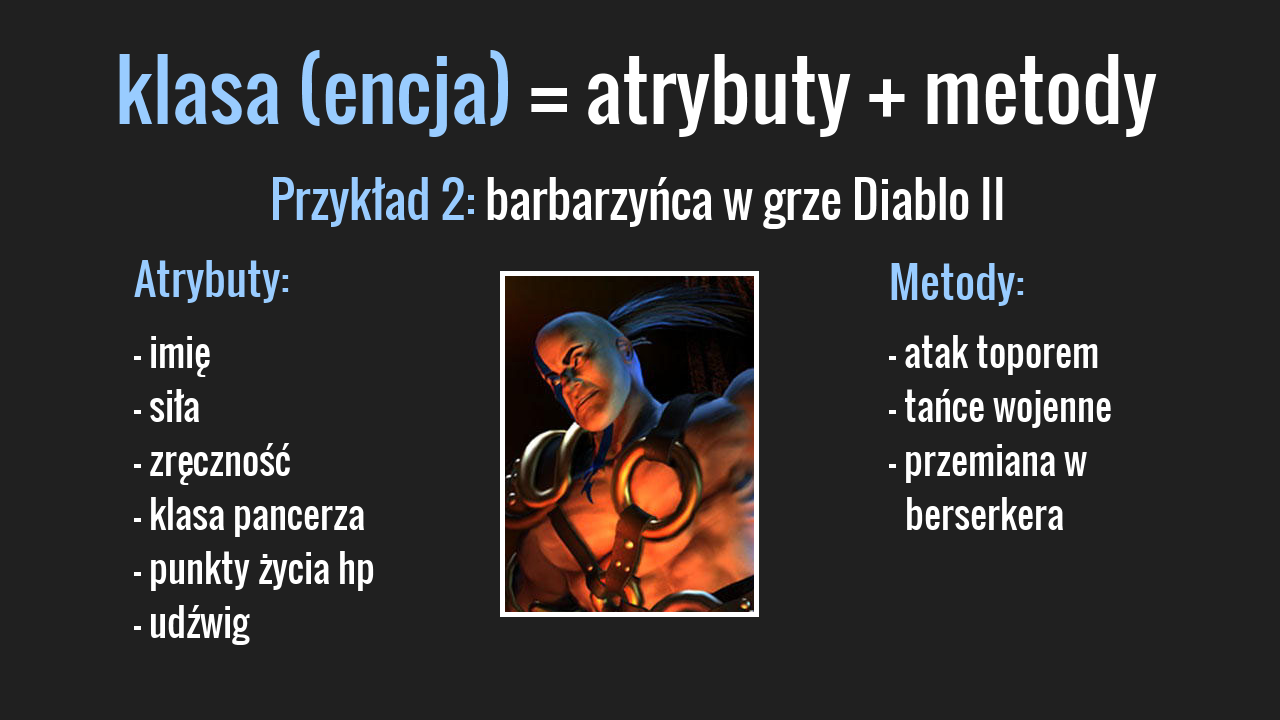 klasa (encja) = atrybuty + metody
Przykład 2: barbarzyńca w grze Diablo II
Atrybuty:
- imię
- siła
- zręczność
- klasa pancerza
- punkty życia hp
- udźwig
Metody:
- atak toporem
- tańce wojenne
- przemiana w
berserkera